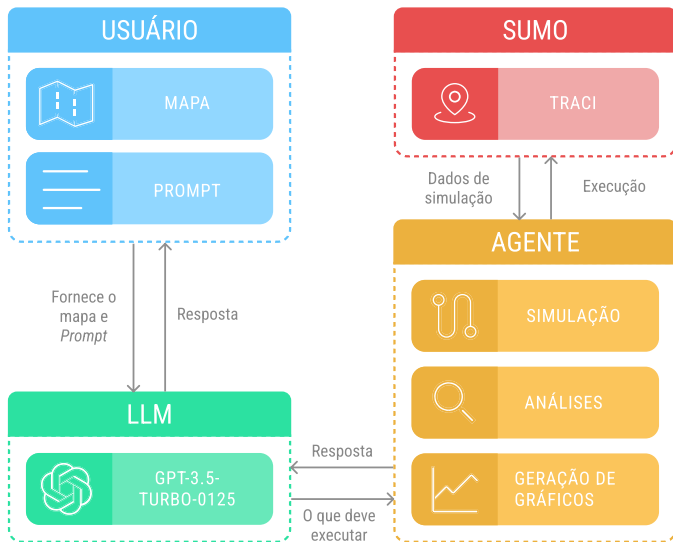 USUÁRIO
MAPA
PROMPT
SUMO
TRACI
Dados de
simulação
Execução
AGENTE
SIMULAÇÃO
ANÁLISES
GERAÇÃO DE
GRÁFICOS
Fornece o
mapa e
Prompt
Resposta
LLM
GPT-3.5-
TURBO-0125
Resposta
O que deve
executar